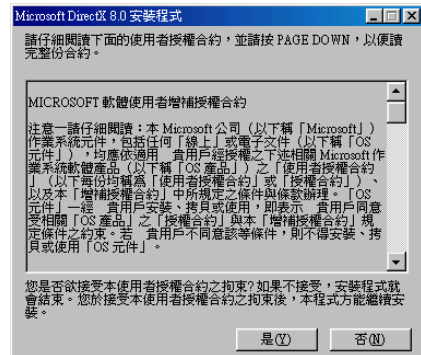 Microsoft DirectX 8.0 安裝程式
請仔細閱讀下面的使用者授權合約，並請按 PAGE DOWN，以便讀
完整份合約。
MICROSOFT 軟體使用者增補授權合約
注意－請仔細閱讀：本 Microsoft 公司（以下稱「Microsoft」）
作業系統元件，包括任何「線上」或電子文件（以下稱「OS
元件」），均應依適用　貴用戶經授權之下述相關 Microsoft 作
業系統軟體產品（以下稱「OS 產品」）之「使用者授權合約
」（以下每份均稱為「使用者授權合約」或「授權合約」）、
以及本「增補授權合約」中所規定之條件與條款辦理。「OS
元件」一經　貴用戶安裝、拷貝或使用，即表示　貴用戶同意
受相關「OS 產品」之「授權合約」與本「增補授權合約」規
定條件之約束。若　貴用戶不同意該等條件，則不得安裝、拷
貝或使用「OS 元件」。
您是否欲接受本使用者授權合約之拘束？如果不接受，安裝程式就
會結束。您於接受本使用者授權合約之拘束後，本程式方能繼續安
裝。
是(Y)
否(N)